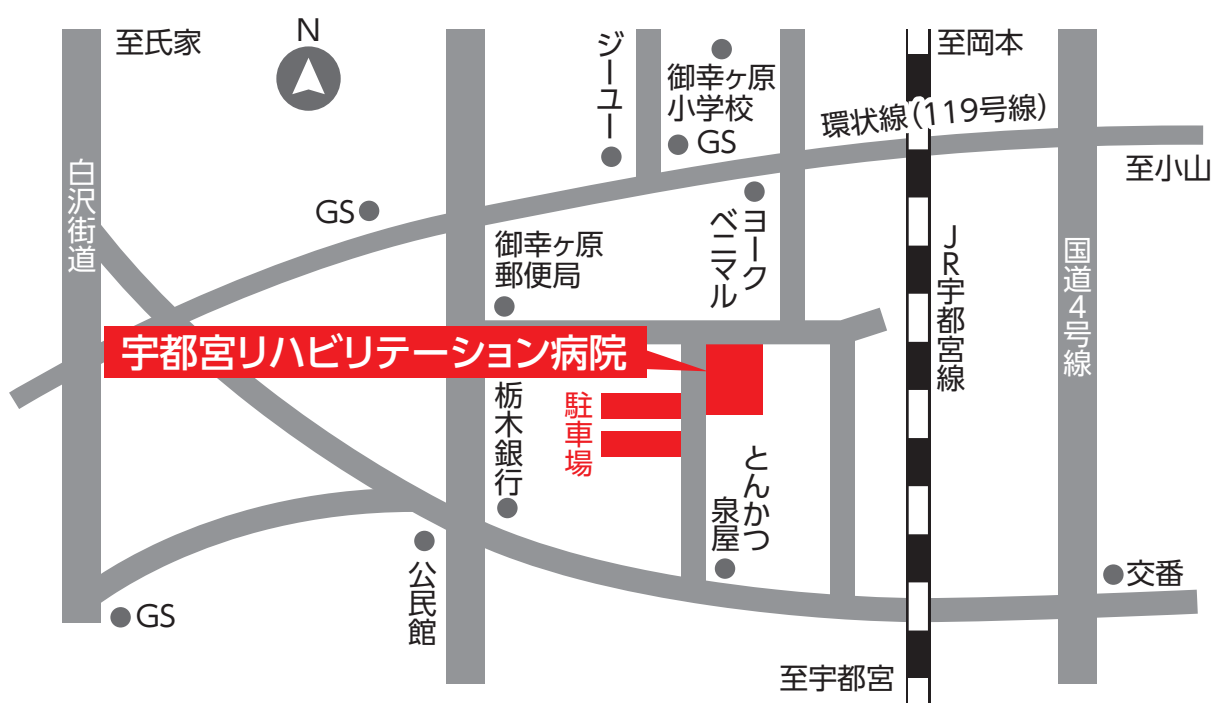 至氏家
N
ジーユー
御幸ヶ原
小学校
GS
至岡本
環状線(119号線)
至小山
白沢街道
GS
御幸ヶ原
郵便局
ヨーク
ベニマル
JR宇都宮線
国道4号線
宇都宮リハビリテーション病院
栃木銀行
駐車場
とんかつ
泉屋
公民館
GS
交番
至宇都宮